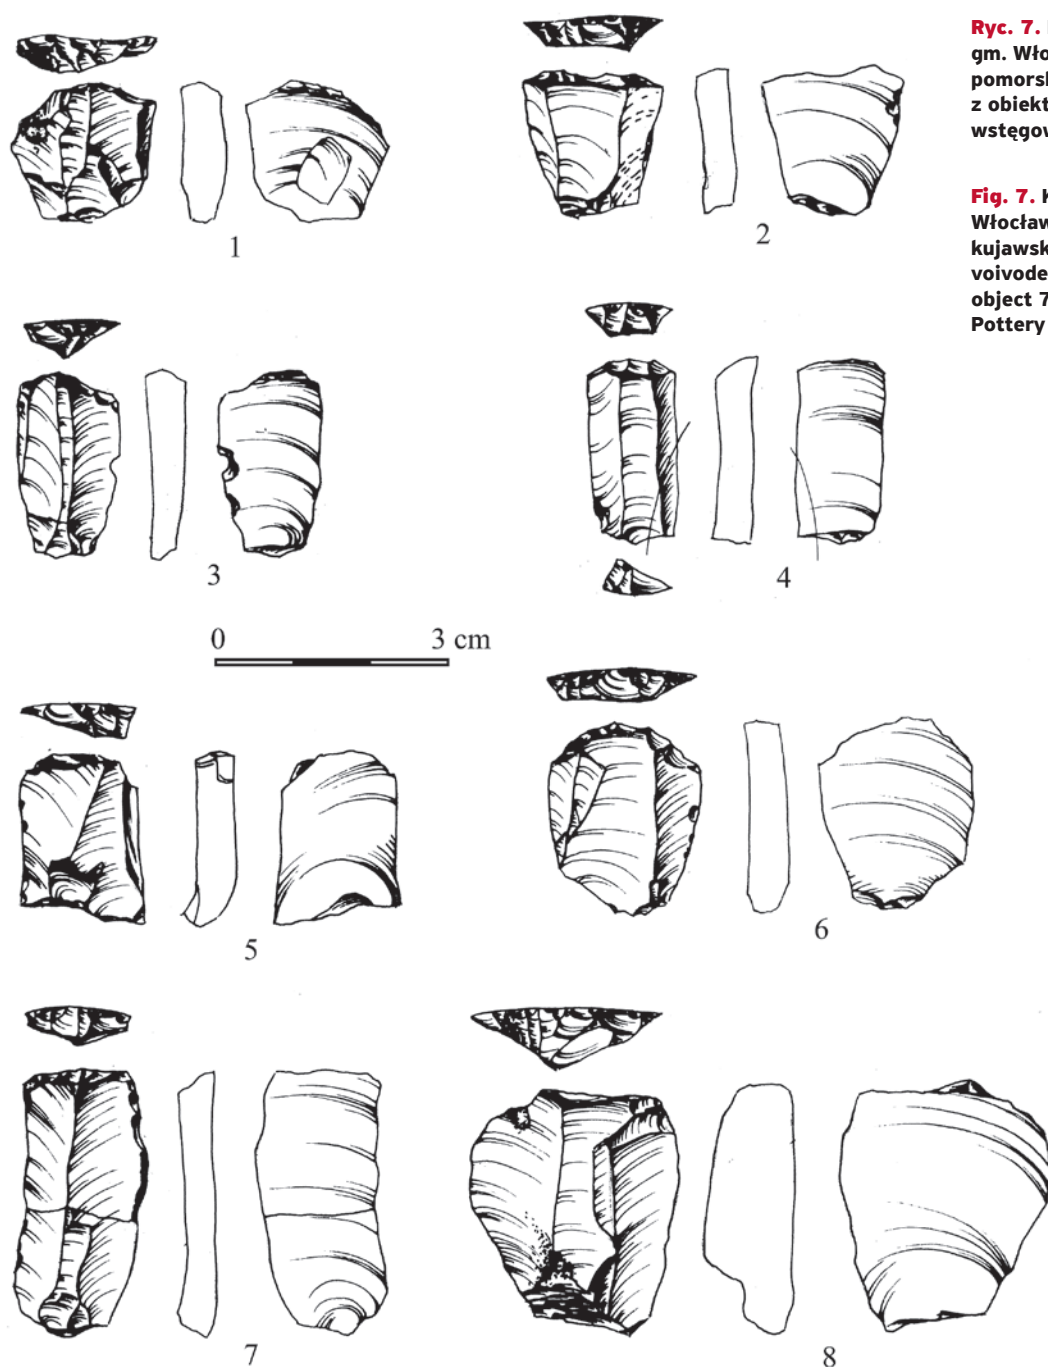 Ryc. 7.
gm. Wło
pomorsk
z obiekt
wstęgow
Fig. 7. K
Włocław
kujawsk
voivode
object 7
Pottery
1
2
3
4
0 3 cm
5
6
7
8